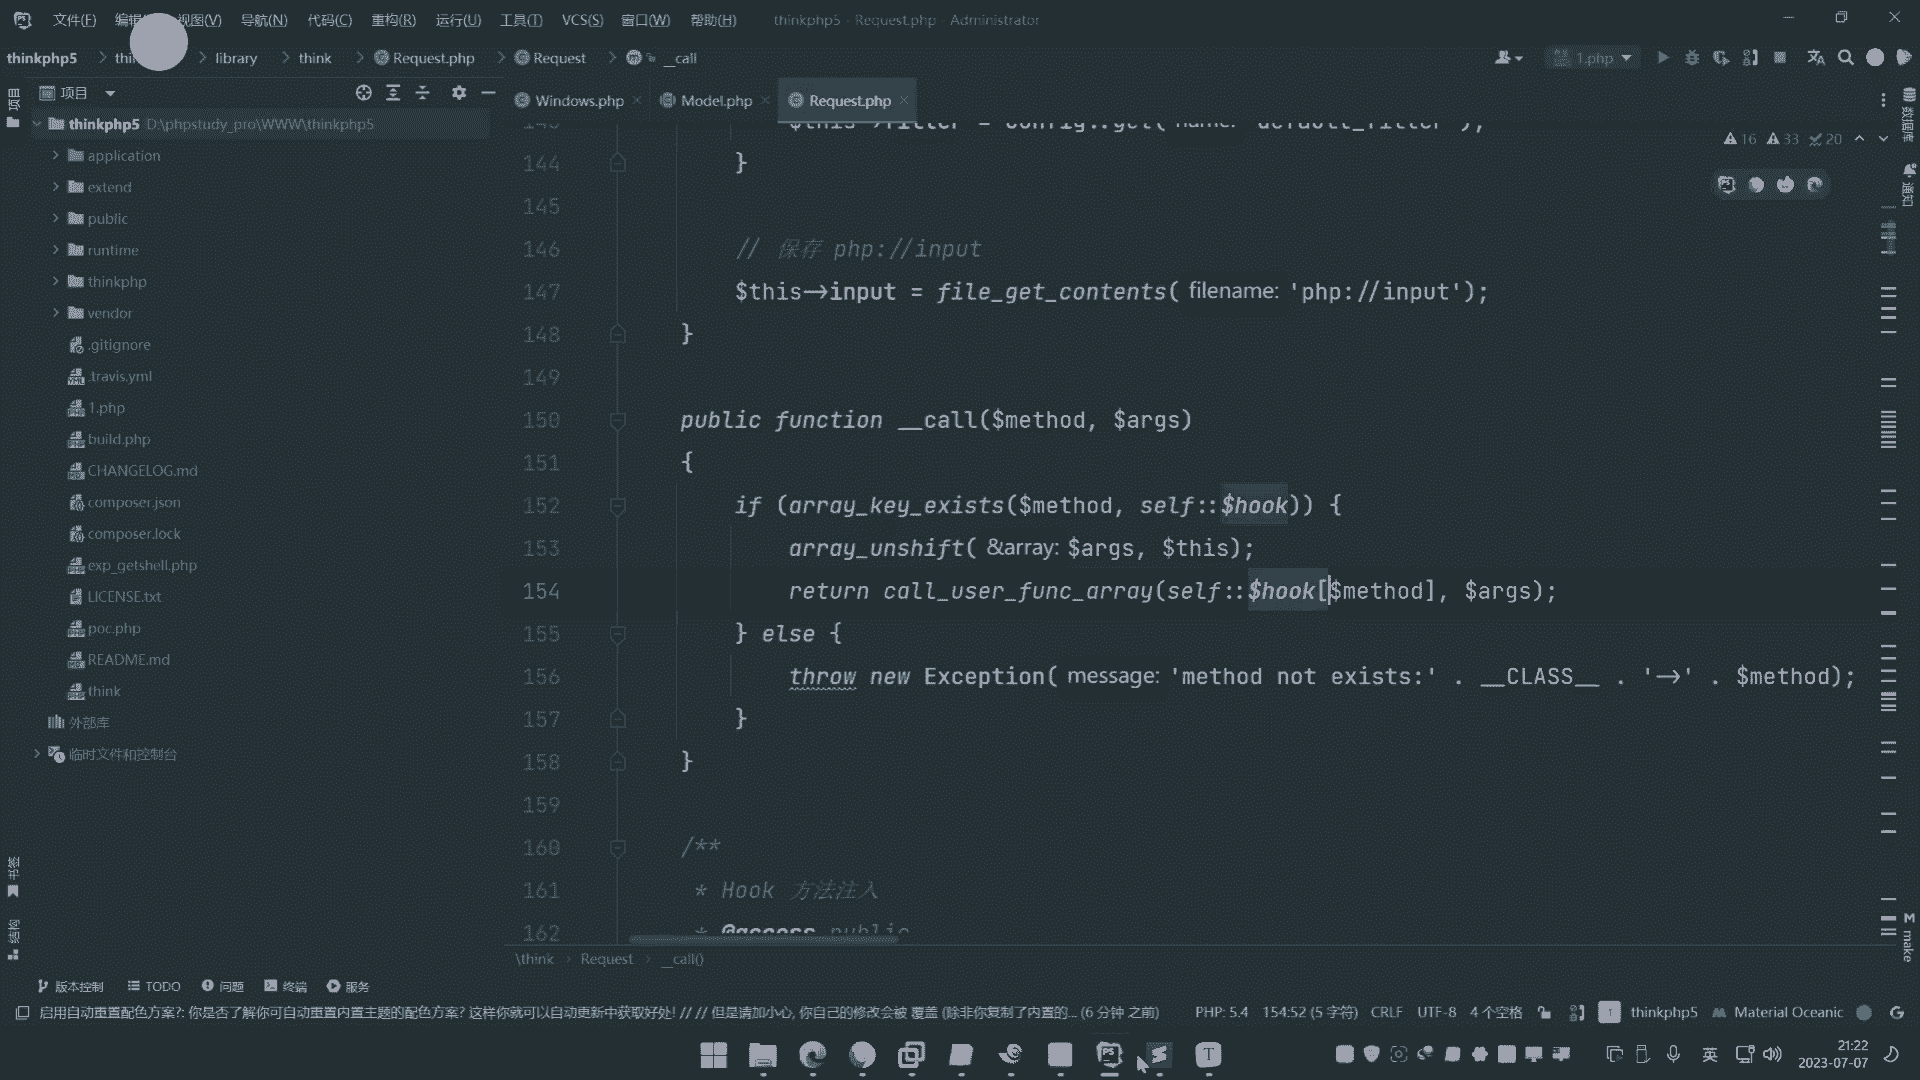 文件(F) 编辑 视图(V) 导航(N) 代码(C) 重构(R) 运行(U) 工具(T) VCS(S) 窗口(W) 帮助(H) thinkphp5 - Request.php - Administrator
thinkphp5 library think Request.php Request __call 1.php
项目
项目
Windows.php Model.php Request.php
16 33 20
数据库
通知
thinkphp5 D:\phpstudy_pro\WWW\thinkphp5
application
extend
public
runtime
thinkphp
vendor
.gitignore
.travis.yml
1.php
build.php
CHANGELOG.md
composer.json
composer.lock
exp_getshell.php
LICENSE.txt
poc.php
README.md
think
外部库
临时文件和控制台
144 }
145
146 // 保存 php://input
147 $this->input = file_get_contents( filename: 'php://input');
148 }
149
150 public function __call($method, $args)
151 {
152 if (array_key_exists($method, self::$hook)) {
153 array_unshift( &array: $args, $this);
154 return call_user_func_array(self::$hook[$method], $args);
155 } else {
156 throw new Exception( message: 'method not exists:' . __CLASS__ . '->' . $method);
157 }
158 }
159
160 /**
161 * Hook 方法注入
162 * @access public
书签
结构
make
\think Request __call()
版本控制 TODO 问题 终端 服务
启用自动重置配色方案?: 你是否了解你可自动重置内置主题的配色方案? 这样你就可以自动更新中获取好处! // // 但是请加小心, 你自己的修改会被 覆盖 (除非你复制了内置的... (6 分钟 之前)
PHP: 5.4 154:52 (5 字符) CRLF UTF-8 4 个空格 thinkphp5 Material Oceanic
英 21:22
2023-07-07